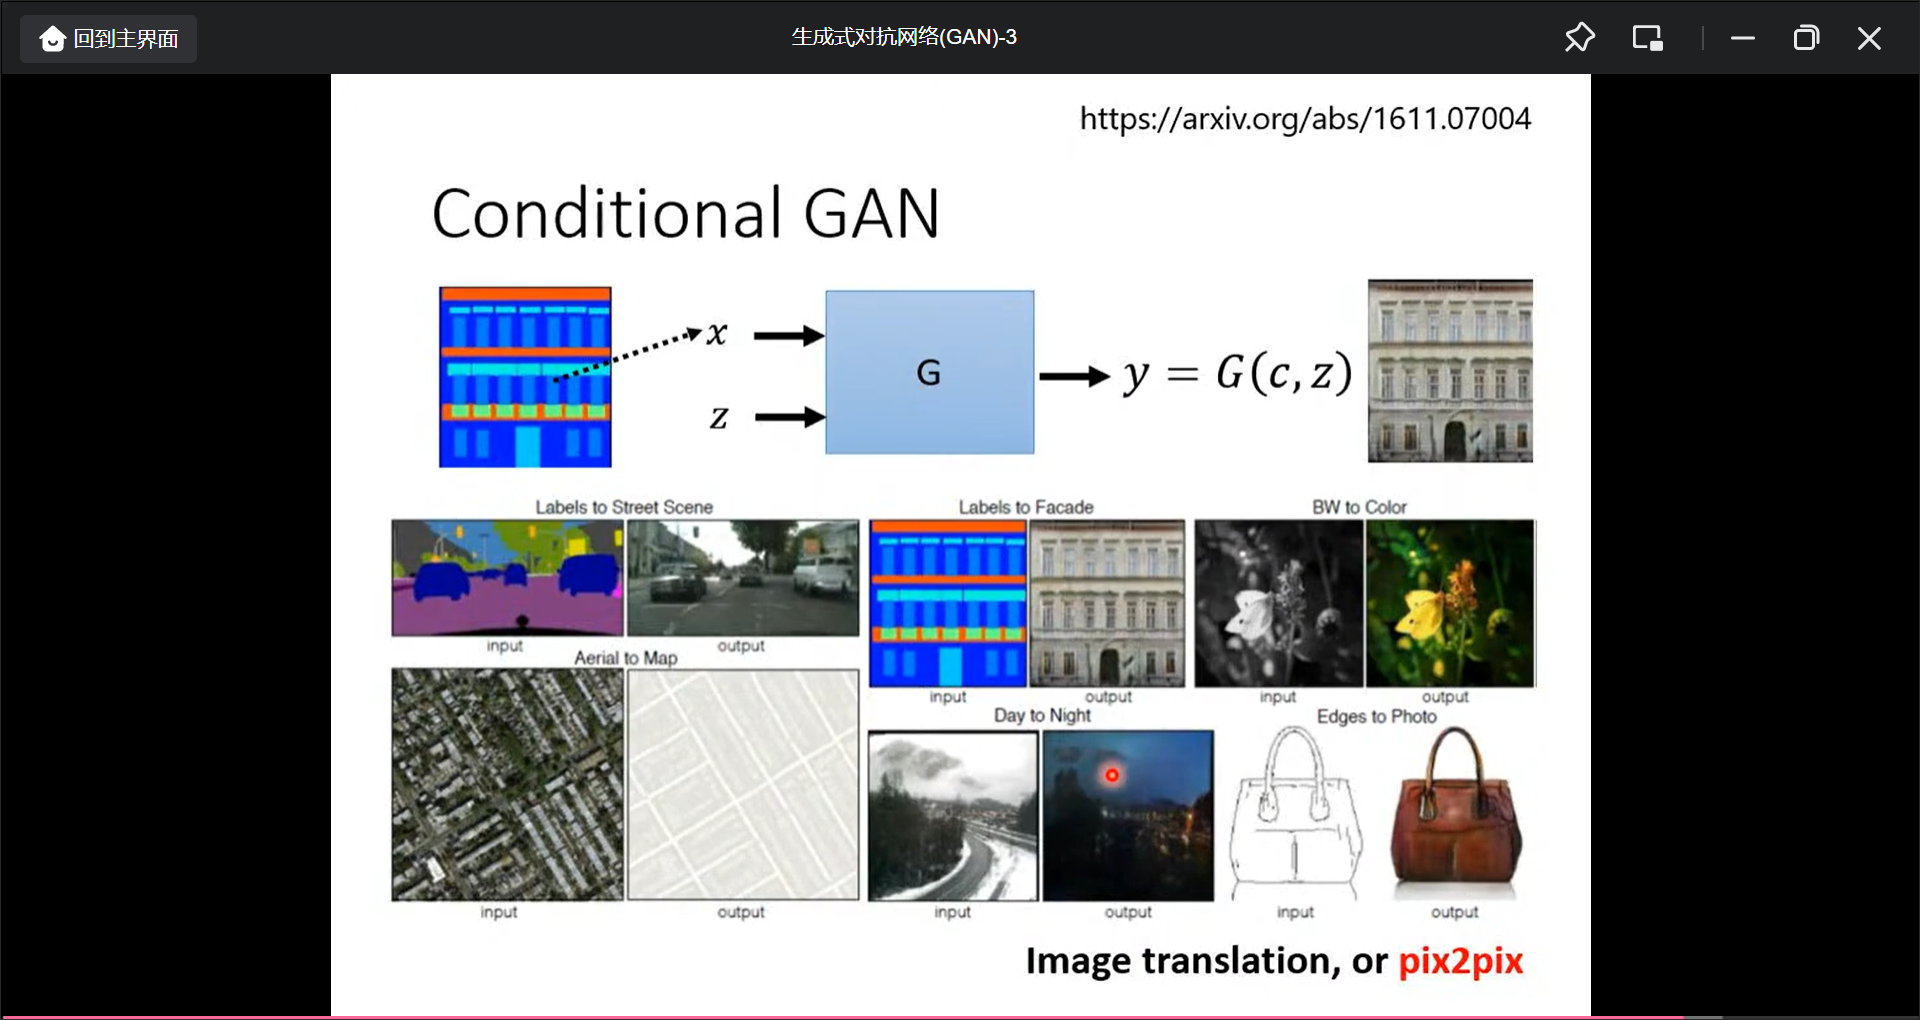 回到主界面
生成式对抗网络(GAN)-3
https://arxiv.org/abs/1611.07004
Conditional GAN
x
z
G
y = G(c, z)
Labels to Street Scene
input
output
Labels to Facade
input
output
BW to Color
input
output
Aerial to Map
input
output
Day to Night
input
output
Edges to Photo
input
output
Image translation, or pix2pix